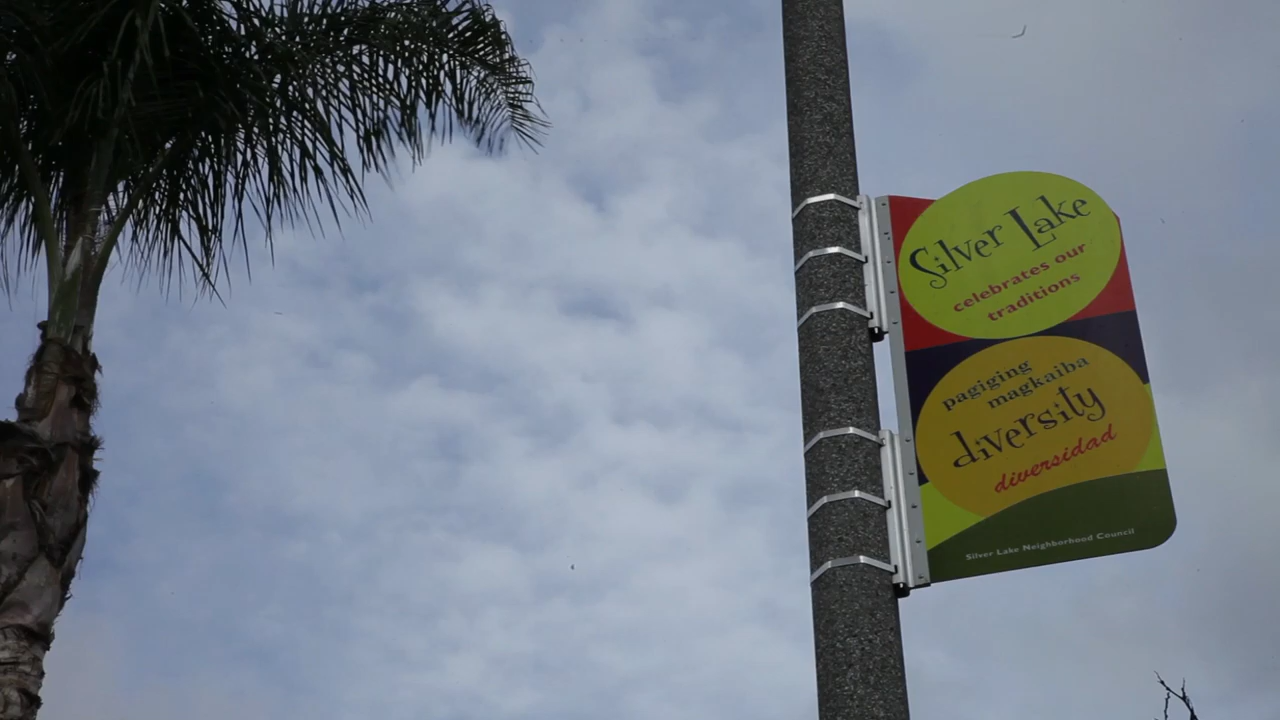 Silver Lake
celebrates our
traditions
pagiging
magkaiba
diversity
diversidad
Silver Lake Neighborhood Council